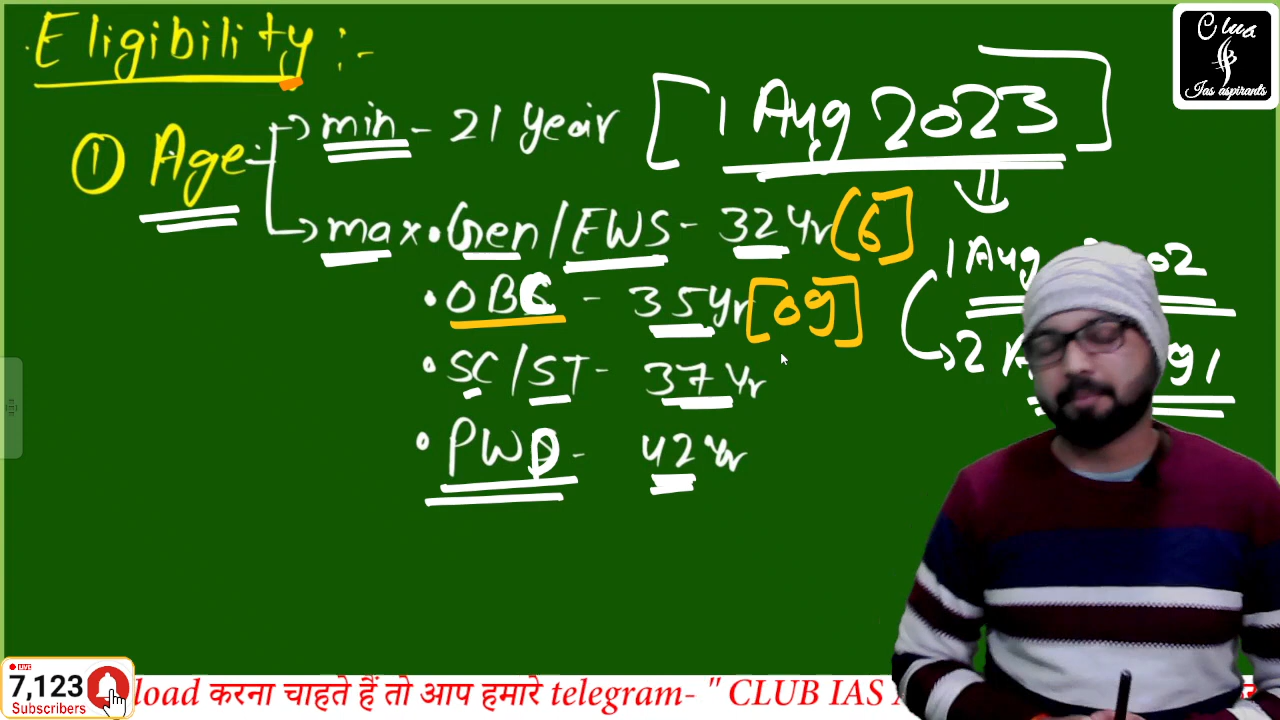 Eligibility :-
① Age
min - 21 year
[1 Aug 2023]
max • Gen/EWS - 32 Yr (6]
1 Aug
• OBC - 35 Yr [09]
2 A
• SC/ST - 37 Yr
• PWD - 42 Yr
Club
Ias aspirants
LIVE
7,123
Subscribers
load करना चाहते हैं तो आप हमारे telegram- " CLUB IAS